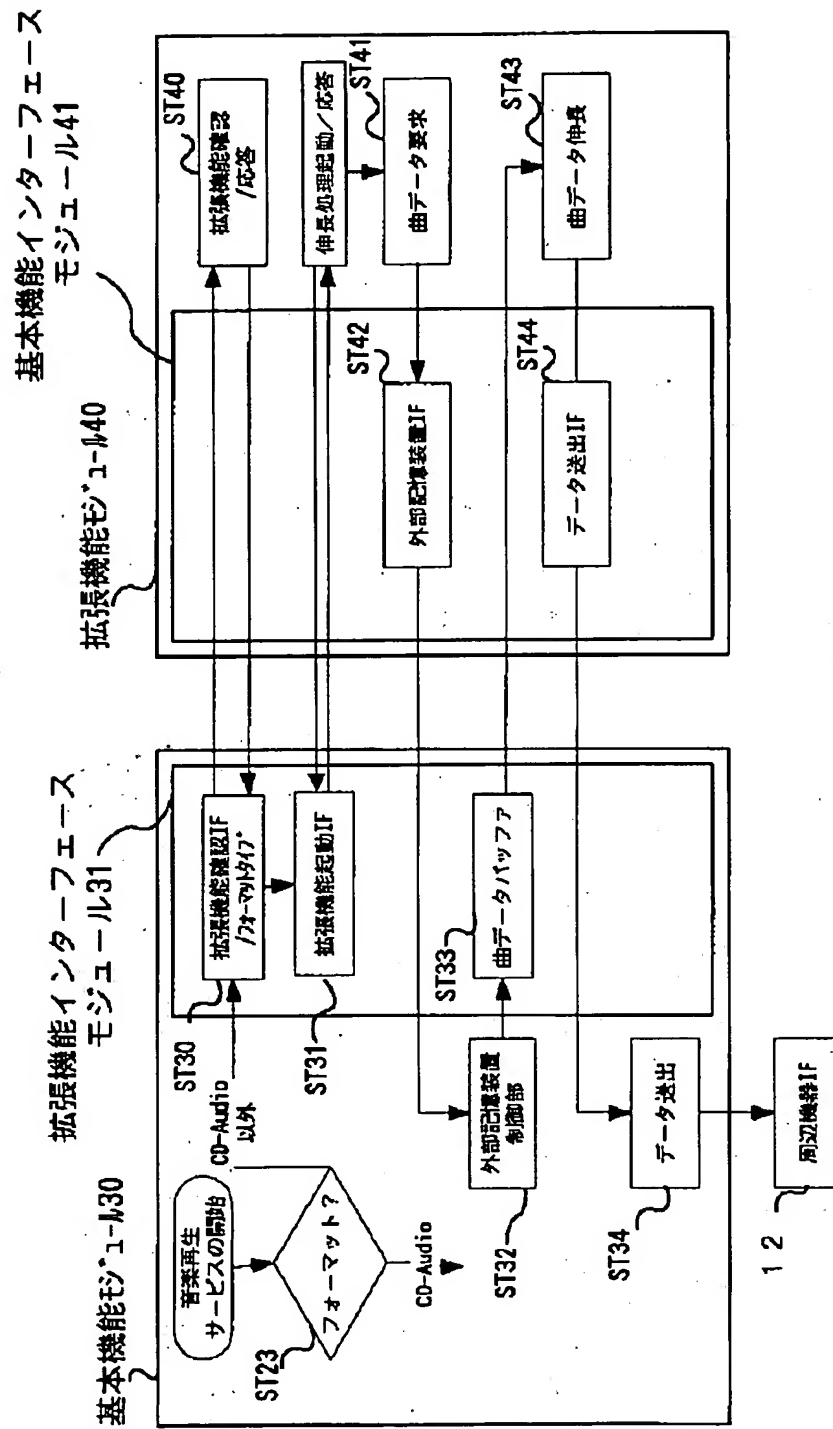 基本機能ﾓｼﾞｭｰﾙ30
拡張機能インターフェース
モジュール31
音楽再生
サービスの開始
フォーマット?
ST23
CD-Audio
CD-Audio
以外
ST30
拡張機能確認IF
/ﾌｫｰﾏｯﾄﾀｲﾌﾟ
拡張機能起動IF
ST31
外部記憶装置
制御部
ST32
ST33
曲データバッファ
データ送出
ST34
周辺機器IF
12
拡張機能ﾓｼﾞｭｰﾙ40
基本機能インターフェース
モジュール41
ST40
拡張機能確認
/応答
伸長処理起動/応答
ST41
曲データ要求
ST42
外部記憶装置IF
ST43
曲データ伸長
ST44
データ送出IF